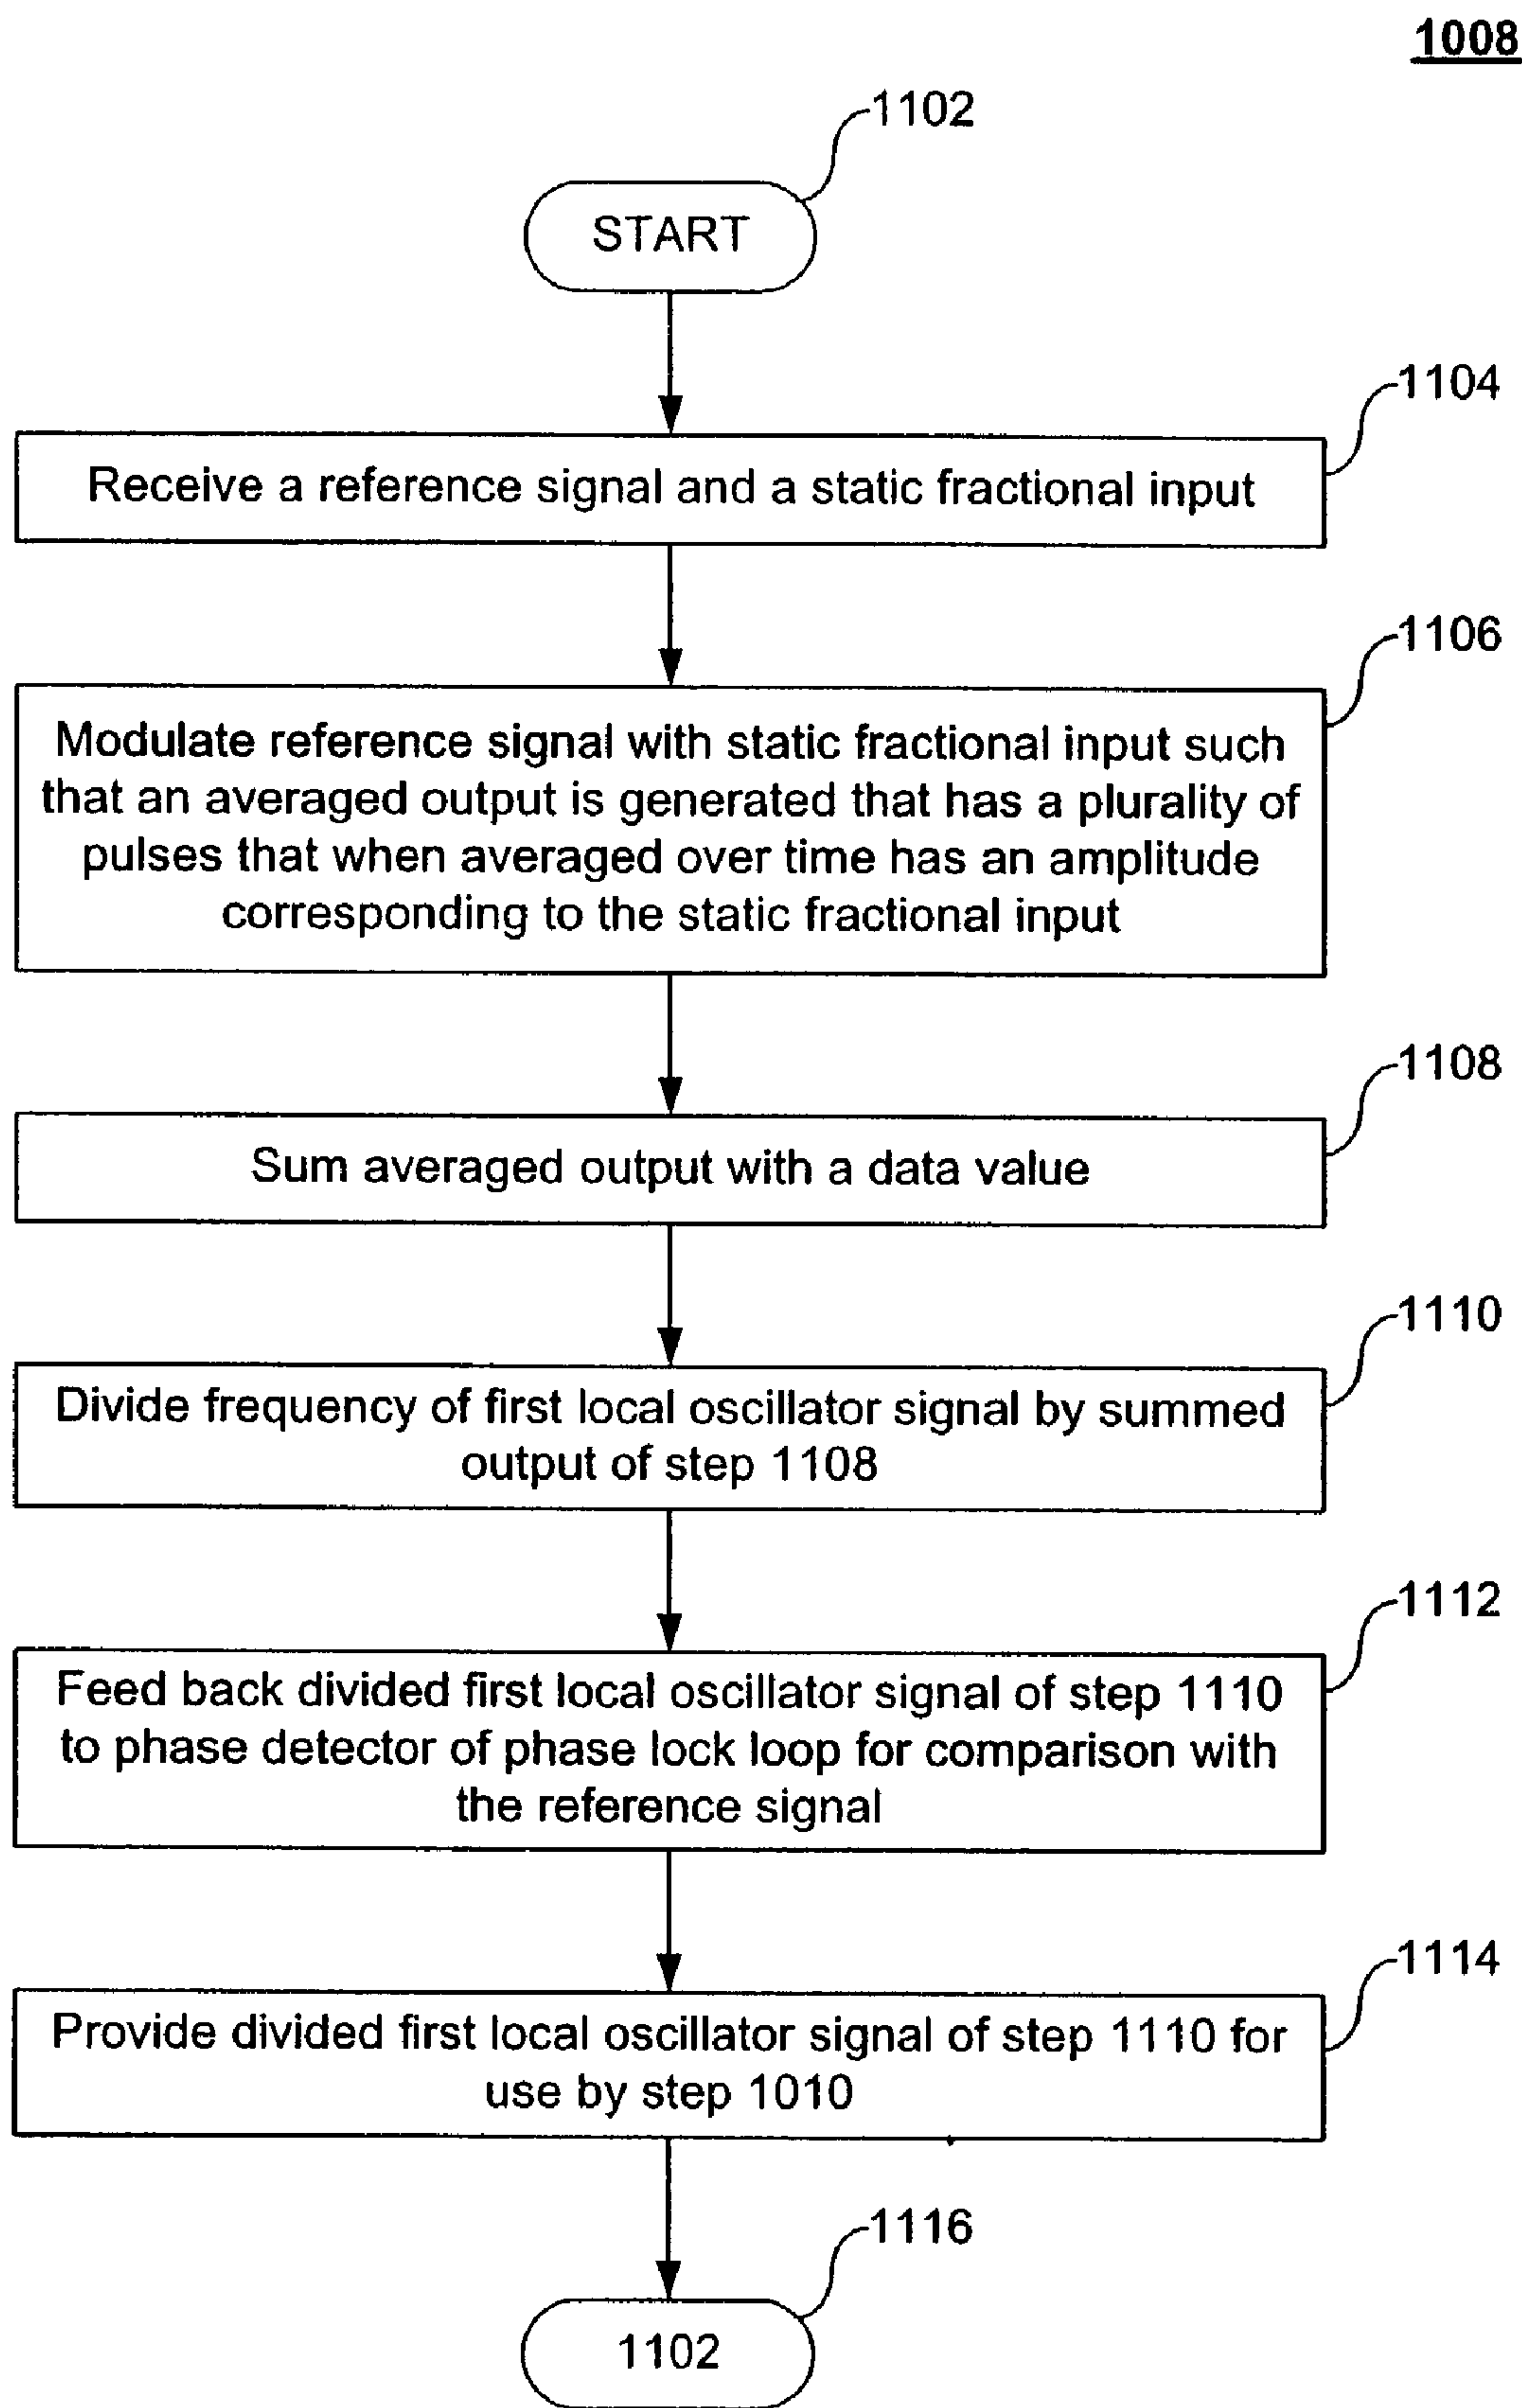 1008
1102
START
1104
Receive a reference signal and a static fractional input
1106
Modulate reference signal with static fractional input such
that an averaged output is generated that has a plurality of
pulses that when averaged over time has an amplitude
corresponding to the static fractional input
1108
Sum averaged output with a data value
1110
Divide frequency of first local oscillator signal by summed
output of step 1108
1112
Feed back divided first local oscillator signal of step 1110
to phase detector of phase lock loop for comparison with
the reference signal
1114
Provide divided first local oscillator signal of step 1110 for
use by step 1010
1116
1102